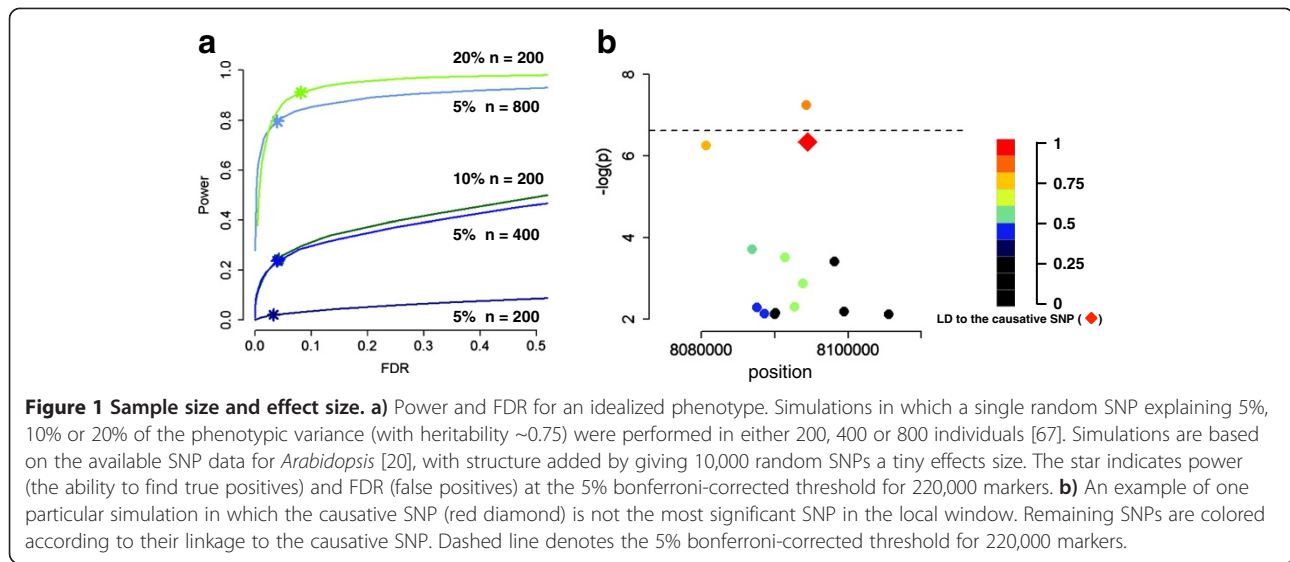 a
20% n = 200
5% n = 800
10% n = 200
5% n = 400
5% n = 200
1.0
0.8
0.6
0.4
0.2
0.0
Power
0.0 0.1 0.2 0.3 0.4 0.5
FDR
b
8
6
4
2
-log(p)
8080000 8100000
position
1
0.75
0.5
0.25
0
LD to the causative SNP ( )
Figure 1 Sample size and effect size. a) Power and FDR for an idealized phenotype. Simulations in which a single random SNP explaining 5%,
10% or 20% of the phenotypic variance (with heritability ~0.75) were performed in either 200, 400 or 800 individuals [67]. Simulations are based
on the available SNP data for Arabidopsis [20], with structure added by giving 10,000 random SNPs a tiny effects size. The star indicates power
(the ability to find true positives) and FDR (false positives) at the 5% bonferroni-corrected threshold for 220,000 markers. b) An example of one
particular simulation in which the causative SNP (red diamond) is not the most significant SNP in the local window. Remaining SNPs are colored
according to their linkage to the causative SNP. Dashed line denotes the 5% bonferroni-corrected threshold for 220,000 markers.